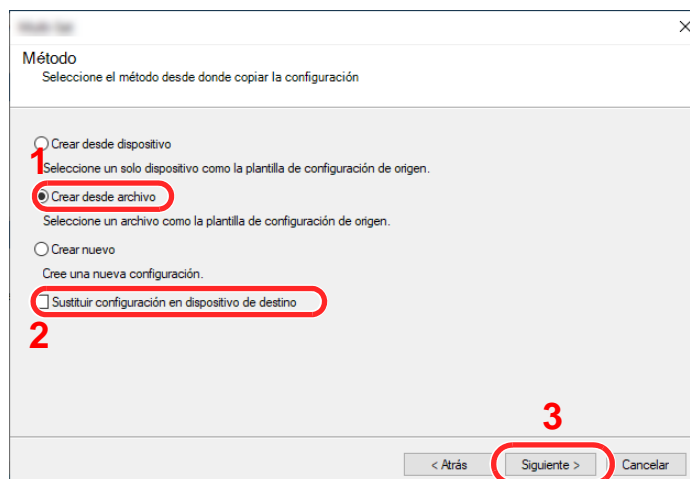 Método
Seleccione el método desde donde copiar la configuración
Crear desde dispositivo
1
Seleccione un solo dispositivo como la plantilla de configuración de origen.
Crear desde archivo
Seleccione un archivo como la plantilla de configuración de origen.
Crear nuevo
Cree una nueva configuración.
Sustituir configuración en dispositivo de destino
2
3
< Atrás Siguiente > Cancelar